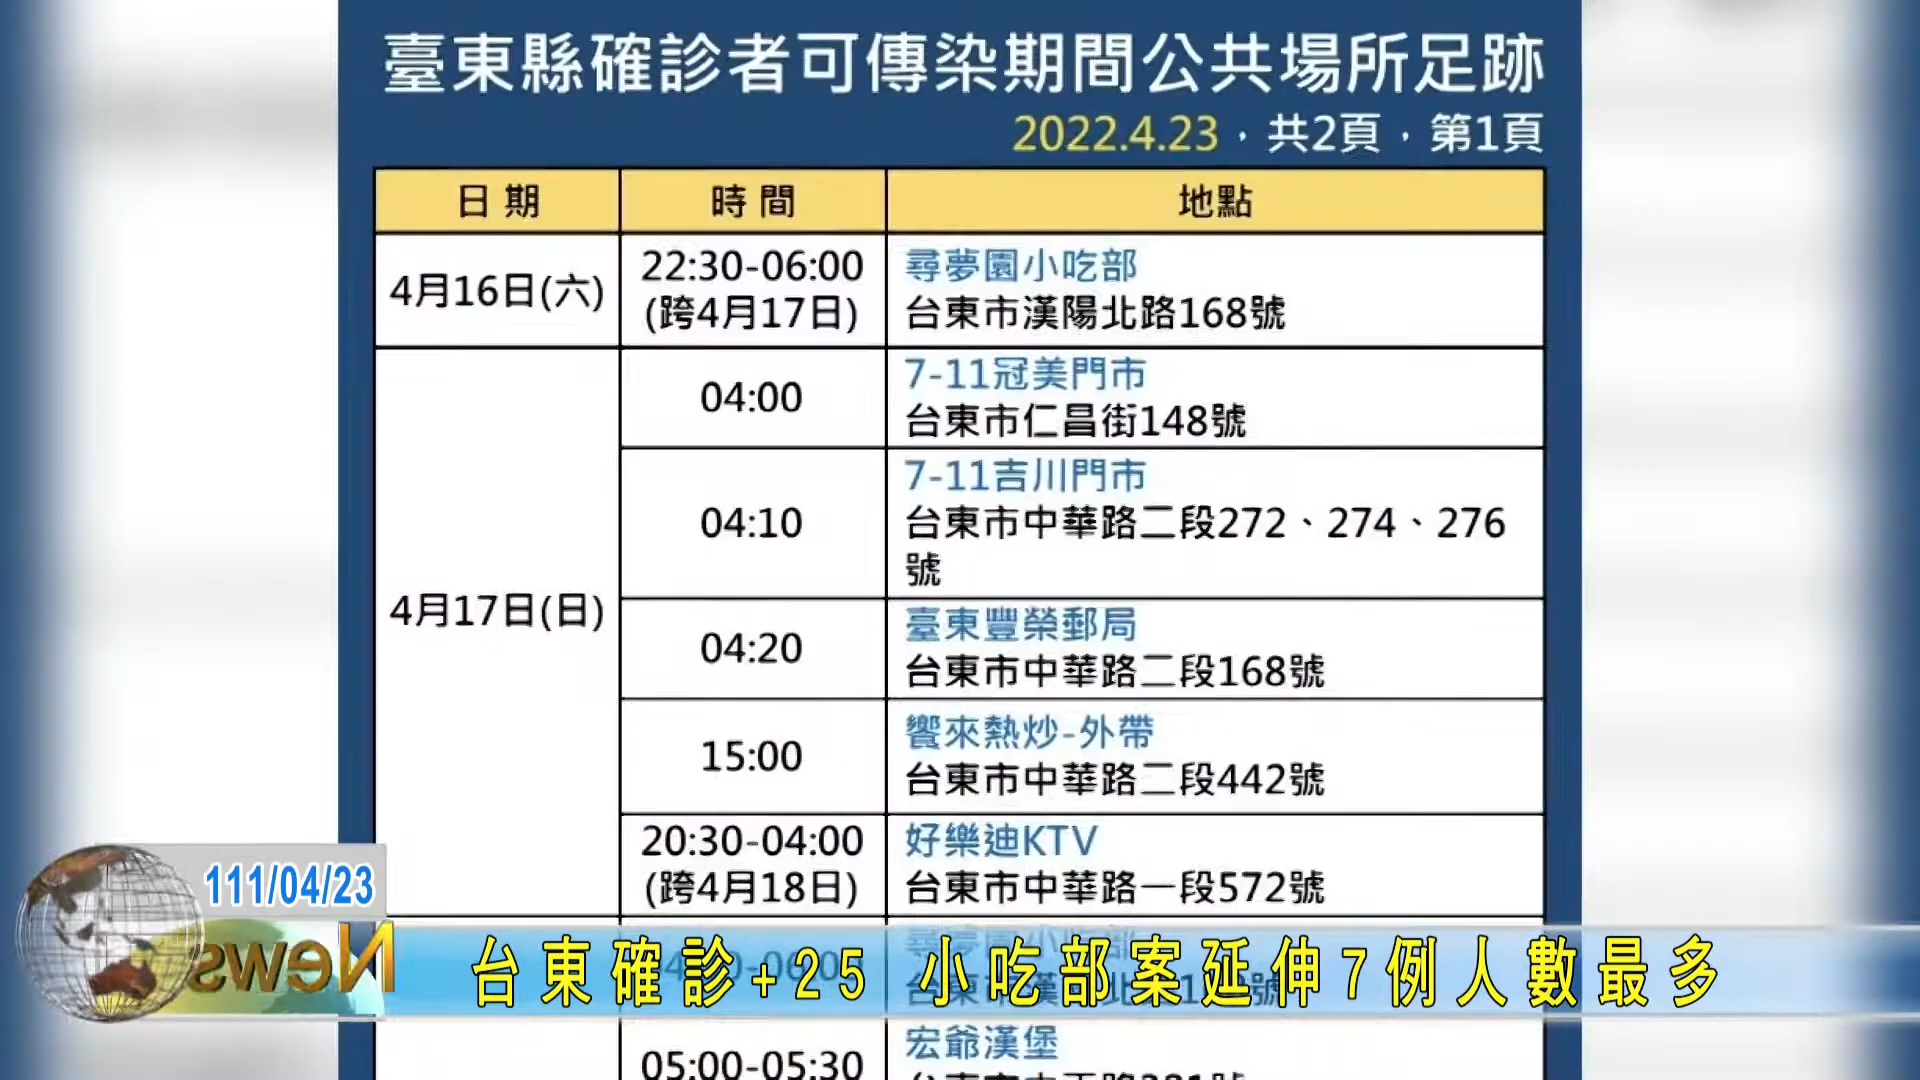 臺東縣確診者可傳染期間公共場所足跡
2022.4.23，共2頁，第1頁
日期 時間 地點
4月16日(六)
22:30-06:00
(跨4月17日)
尋夢園小吃部
台東市漢陽北路168號
4月17日(日)
04:00
7-11冠美門市
台東市仁昌街148號
04:10
7-11吉川門市
台東市中華路二段272、274、276
號
04:20
臺東豐榮郵局
台東市中華路二段168號
15:00
饗來熱炒-外帶
台東市中華路二段442號
20:30-04:00
(跨4月18日)
好樂迪KTV
台東市中華路一段572號
111/04/23
News
台東確診+25 小吃部案延伸7例人數最多
05:00-05:30
宏爺漢堡